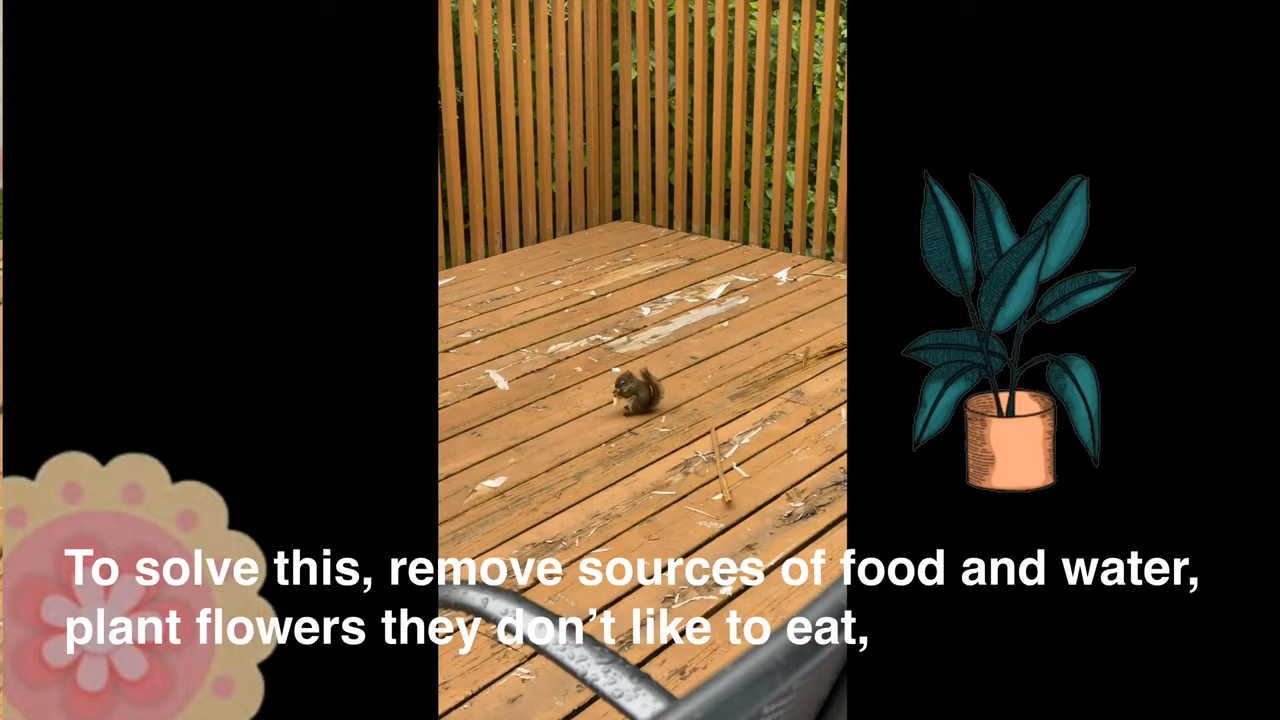 To solve this, remove sources of food and water,
plant flowers they don’t like to eat,